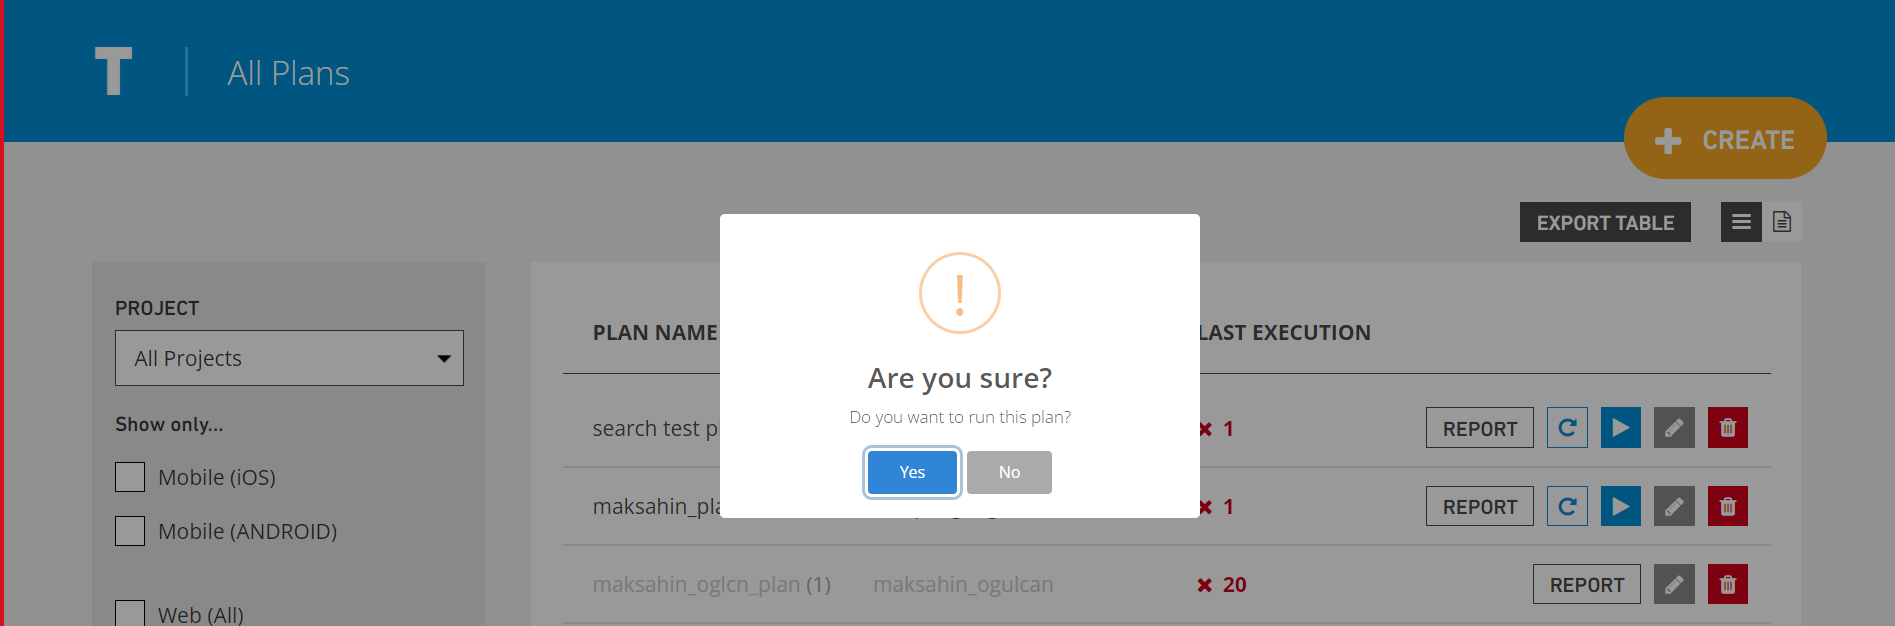 T
All Plans
CREATE
EXPORT TABLE
PROJECT
All Projects
Show only...
Mobile (iOS)
Mobile (ANDROID)
Web (All)
PLAN NAME
LAST EXECUTION
search test
1
REPORT
1
REPORT
maksahin_oglcn_plan (1)
maksahin_ogulcan
20
REPORT
!
Are you sure?
Do you want to run this plan?
Yes
No